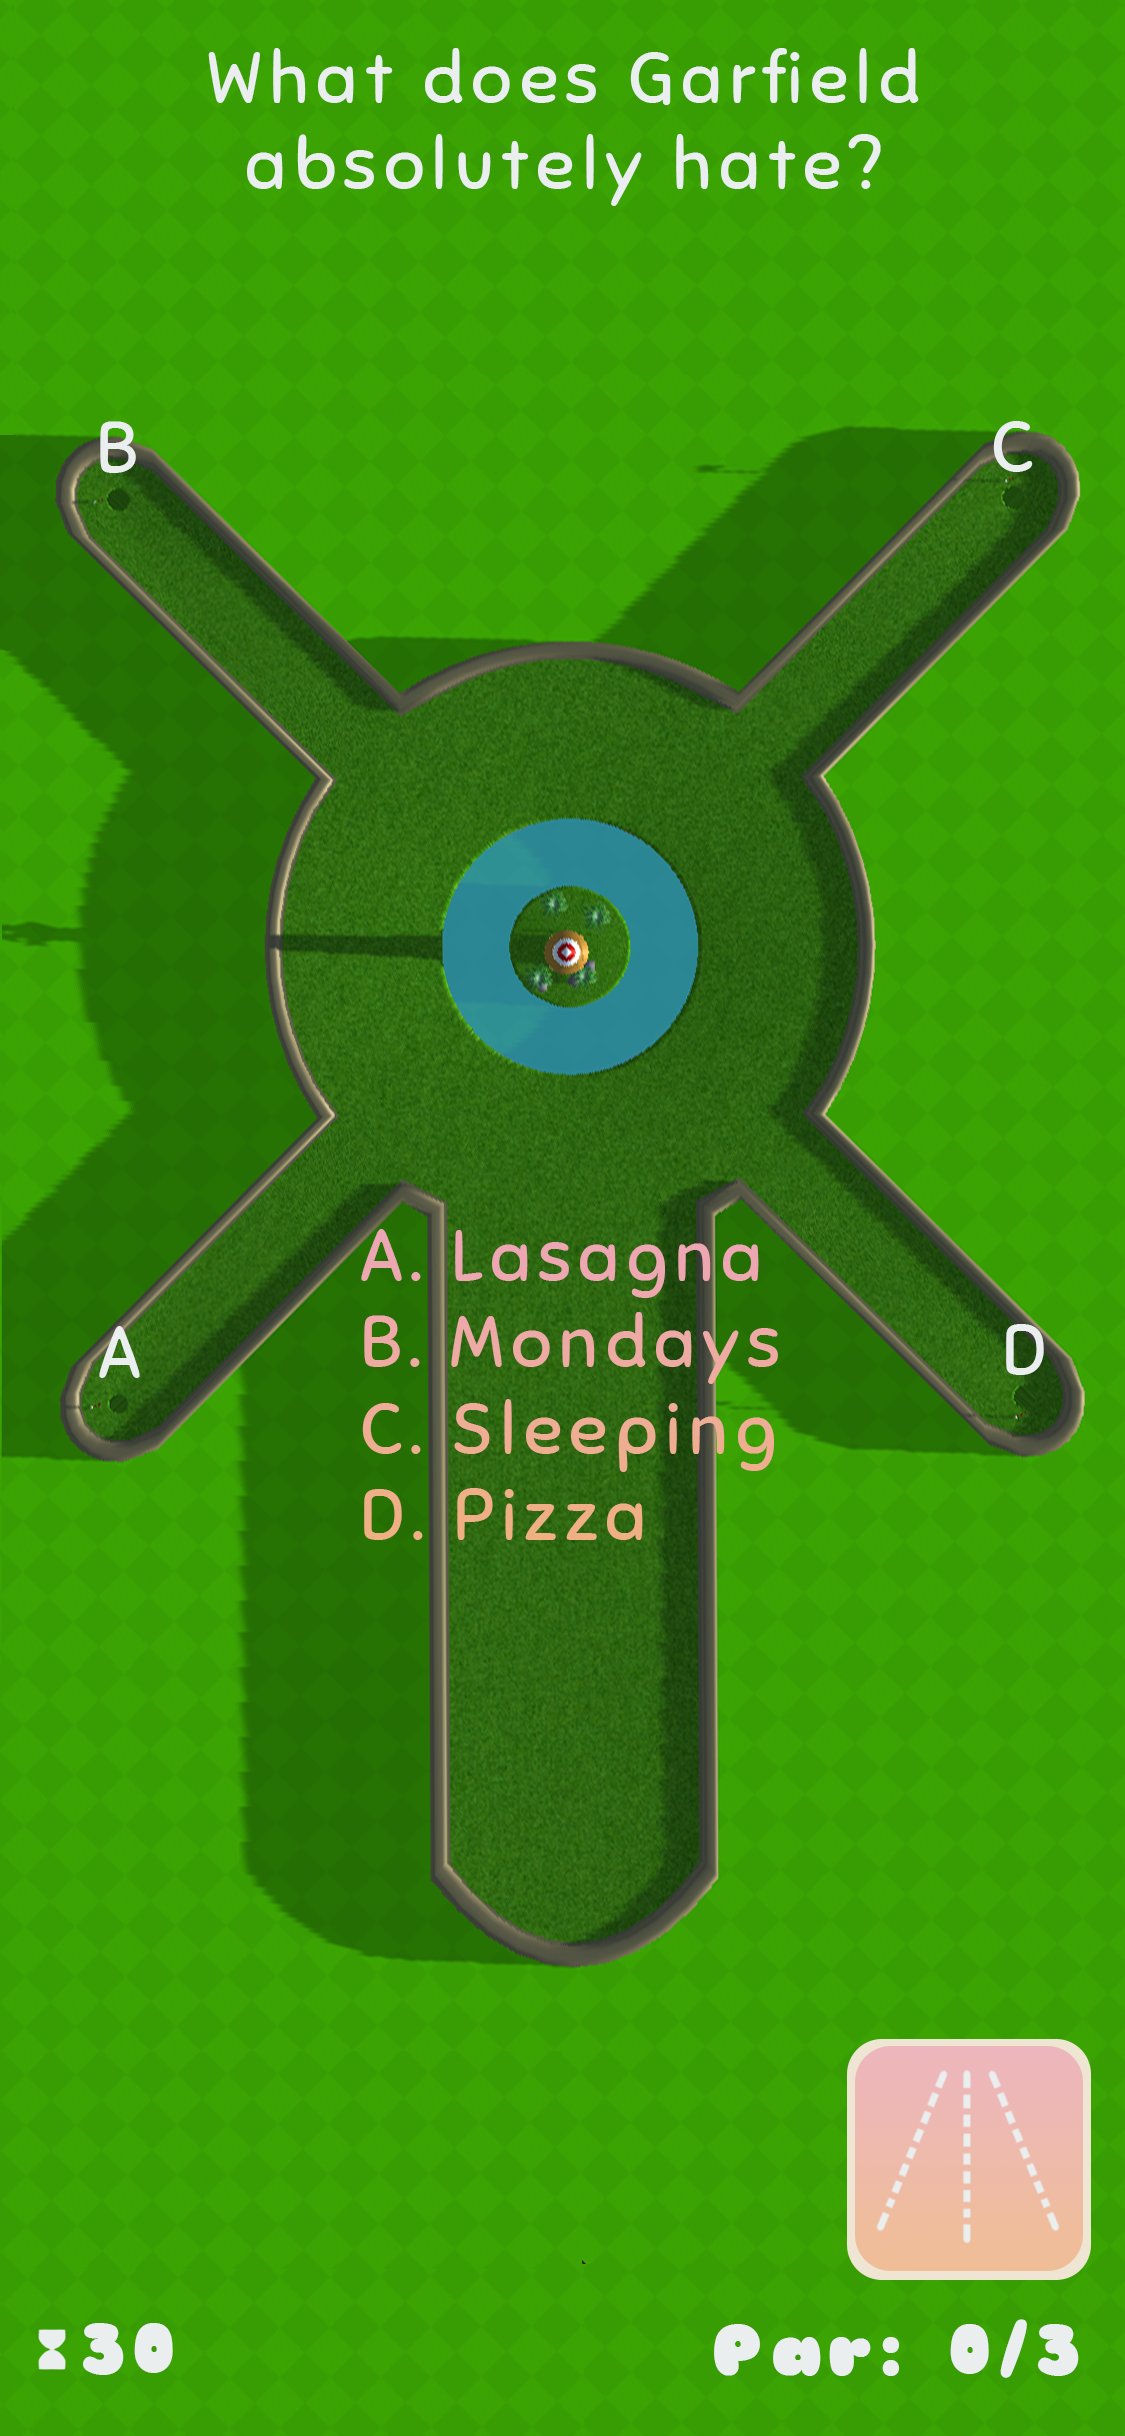 What does Garfield
absolutely hate?
B
C
A. Lasagna
B. Mondays
A
D
C. Sleeping
D. Pizza
30
Par: 0/3